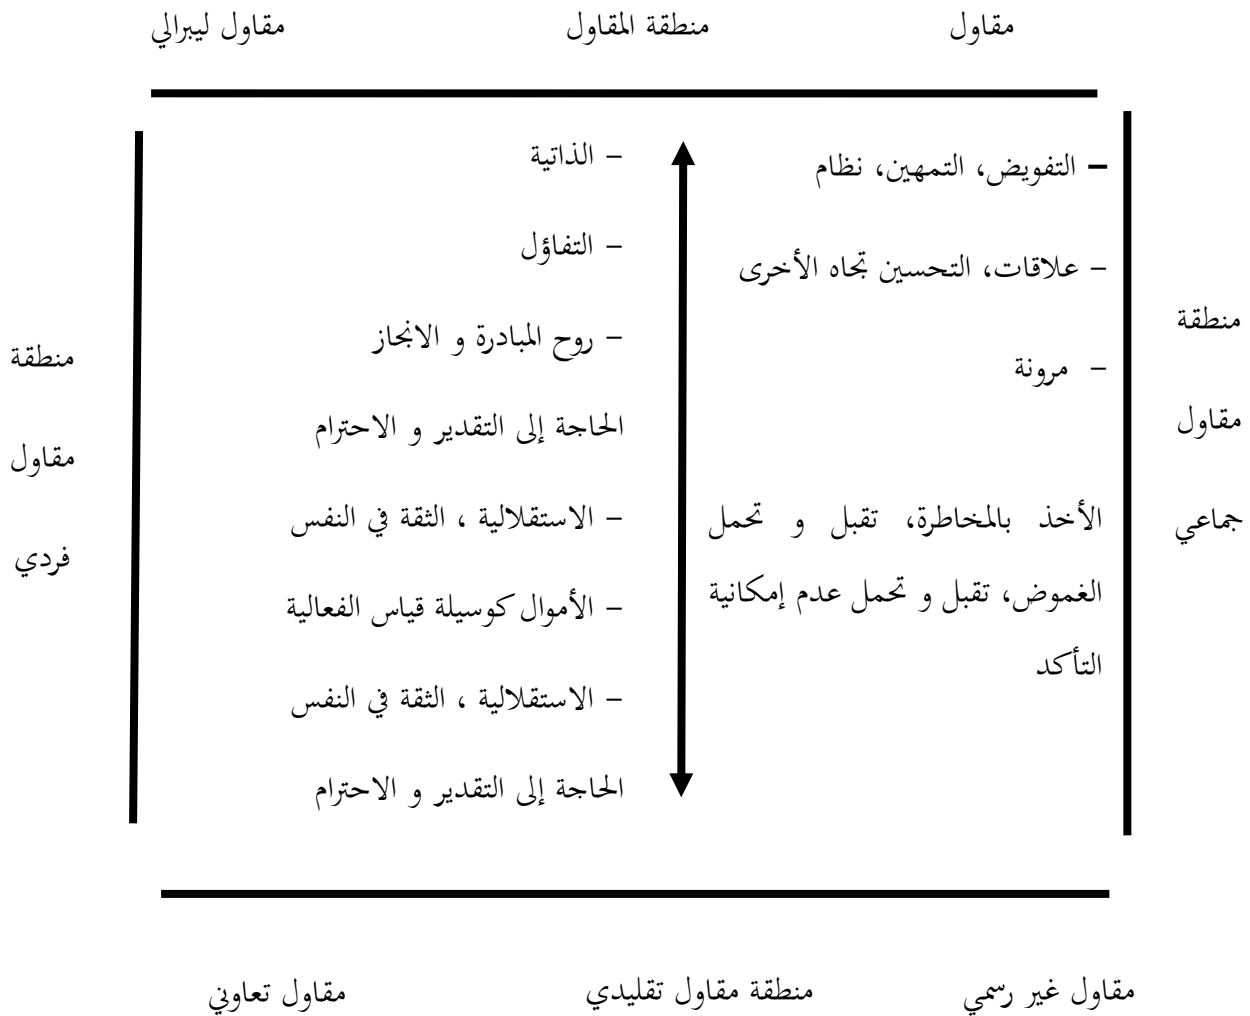 مقاول منطقة المقاول مقاول ليبرالي
– التفويض، التمهين، نظام
– علاقات، التحسين تجاه الأخرى
– مرونة
الأخذ بالمخاطرة، تقبل و تحمل
الغموض، تقبل و تحمل عدم إمكانية
التأكد
– الذاتية
– التفاؤل
– روح المبادرة و الانجاز
الحاجة إلى التقدير و الاحترام
– الاستقلالية ، الثقة في النفس
– الأموال كوسيلة قياس الفعالية
– الاستقلالية ، الثقة في النفس
الحاجة إلى التقدير و الاحترام
منطقة
مقاول
جماعي
منطقة
مقاول
فردي
مقاول غير رسمي منطقة مقاول تقليدي مقاول تعاوني